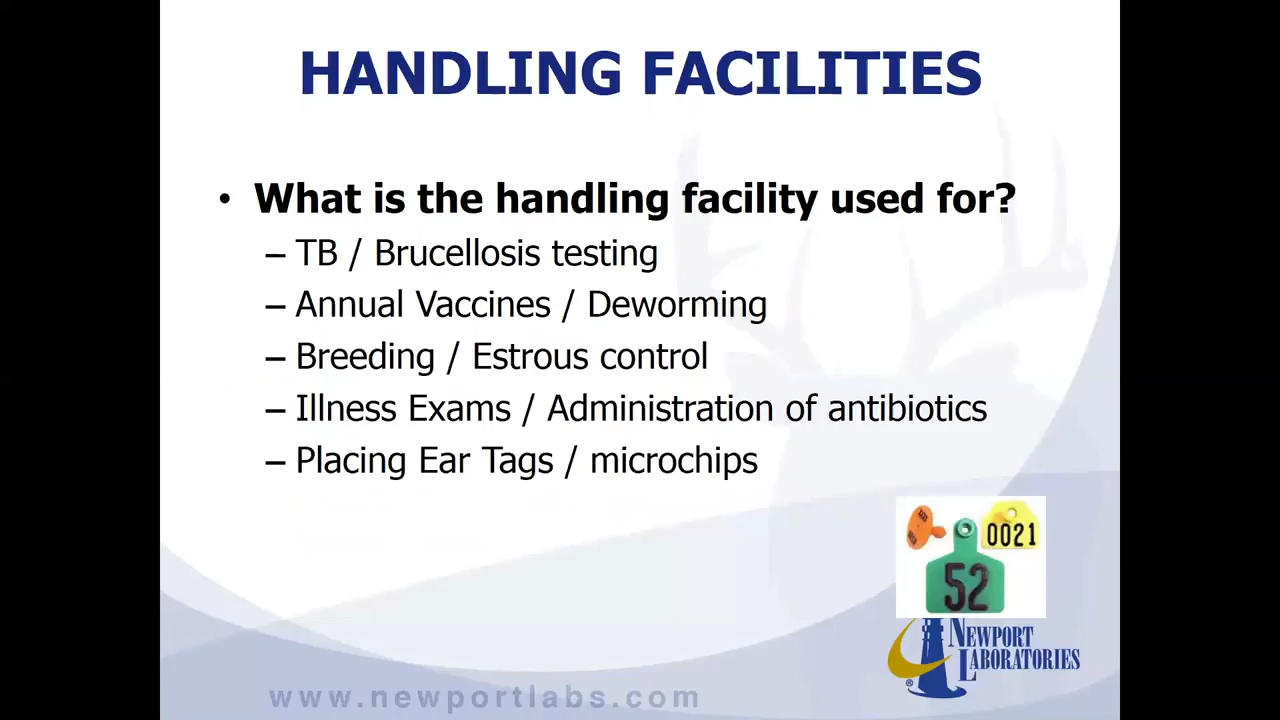 HANDLING FACILITIES
• What is the handling facility used for?
– TB / Brucellosis testing
– Annual Vaccines / Deworming
– Breeding / Estrous control
– Illness Exams / Administration of antibiotics
– Placing Ear Tags / microchips
0021
52
NEWPORT
LABORATORIES
®
www.newportlabs.com